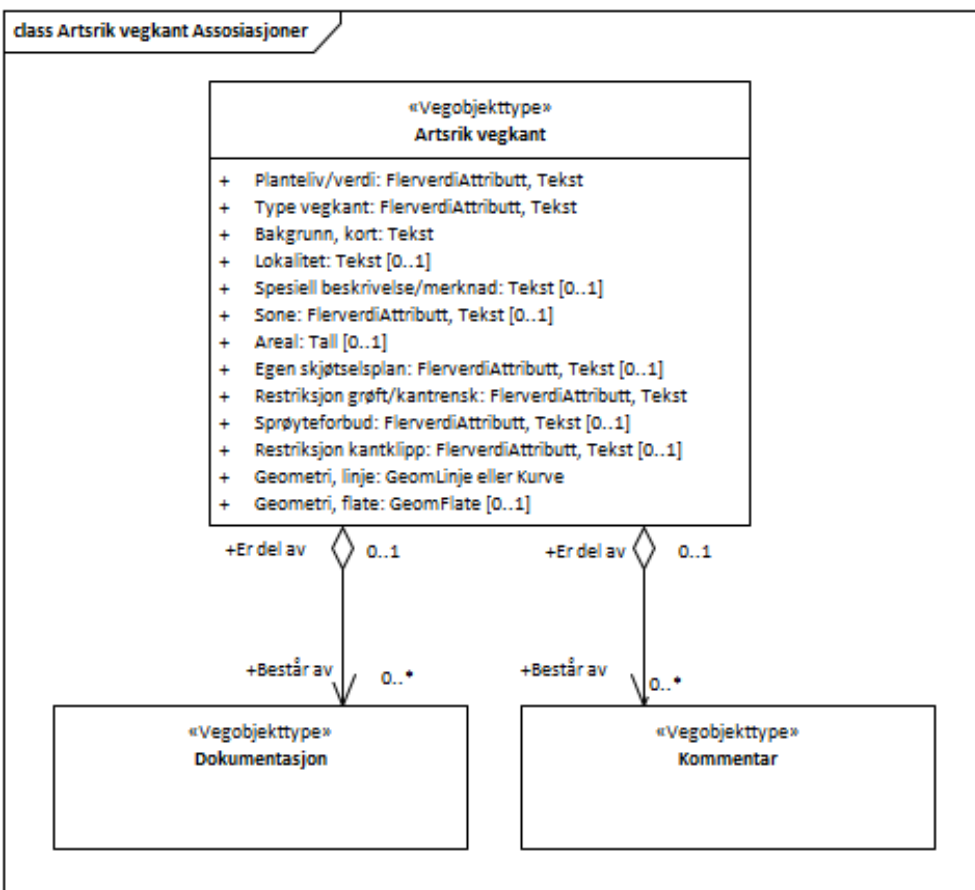 class Artsrik vegkant Assosiasjoner
«Vegobjekttype»
Artsrik vegkant
+ Planteliv/verdi: FlerverdiAttributt, Tekst
+ Type vegkant: FlerverdiAttributt, Tekst
+ Bakgrunn, kort: Tekst
+ Lokalitet: Tekst [0..1]
+ Spesiell beskrivelse/merknad: Tekst [0..1]
+ Sone: FlerverdiAttributt, Tekst [0..1]
+ Areal: Tall [0..1]
+ Egen skjøtselsplan: FlerverdiAttributt, Tekst [0..1]
+ Restriksjon grøft/kantrensk: FlerverdiAttributt, Tekst
+ Sprøyteforbud: FlerverdiAttributt, Tekst [0..1]
+ Restriksjon kantklipp: FlerverdiAttributt, Tekst [0..1]
+ Geometri, linje: GeomLinje eller Kurve
+ Geometri, flate: GeomFlate [0..1]
+Er del av 0..1
+Er del av 0..1
+Består av 0..*
+Består av 0..*
«Vegobjekttype»
Dokumentasjon
«Vegobjekttype»
Kommentar